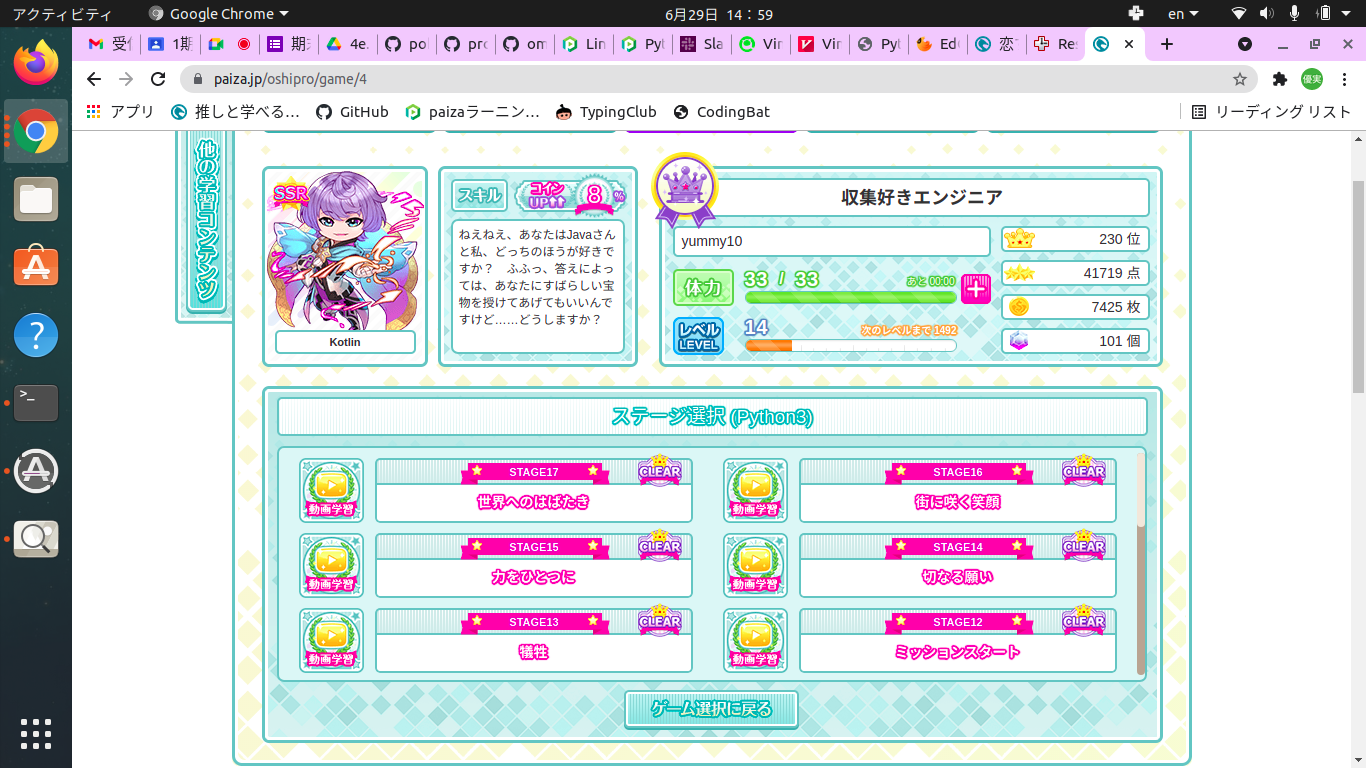 アクティビティ
Google Chrome
6月29日 14：59
en
受信
1期
期末
4e.
pol
pro
om
Lin
Pyt
Sla
Vir
Vir
Pyt
Ed
恋す
Res
paiza.jp/oshipro/game/4
アプリ
推しと学べる…
GitHub
paizaラーニン…
TypingClub
CodingBat
リーディング リスト
他の学習コンテンツ
SSR
Kotlin
スキル
コイン
UP
8
%
ねえねえ、あなたはJavaさん
と私、どっちのほうが好きで
すか？　ふふっ、答えによっ
ては、あなたにすばらしい宝
物を授けてあげてもいいんで
すけど……どうしますか？
収集好きエンジニア
yummy10
体力
33 / 33
あと 00:00
レベル
LEVEL
14
次のレベルまで 1492
230 位
41719 点
7425 枚
101 個
ステージ選択 (Python3)
動画学習
STAGE17
CLEAR
世界へのはばたき
動画学習
STAGE16
CLEAR
街に咲く笑顔
動画学習
STAGE15
CLEAR
力をひとつに
動画学習
STAGE14
CLEAR
切なる願い
動画学習
STAGE13
CLEAR
犠牲
動画学習
STAGE12
CLEAR
ミッションスタート
ゲーム選択に戻る